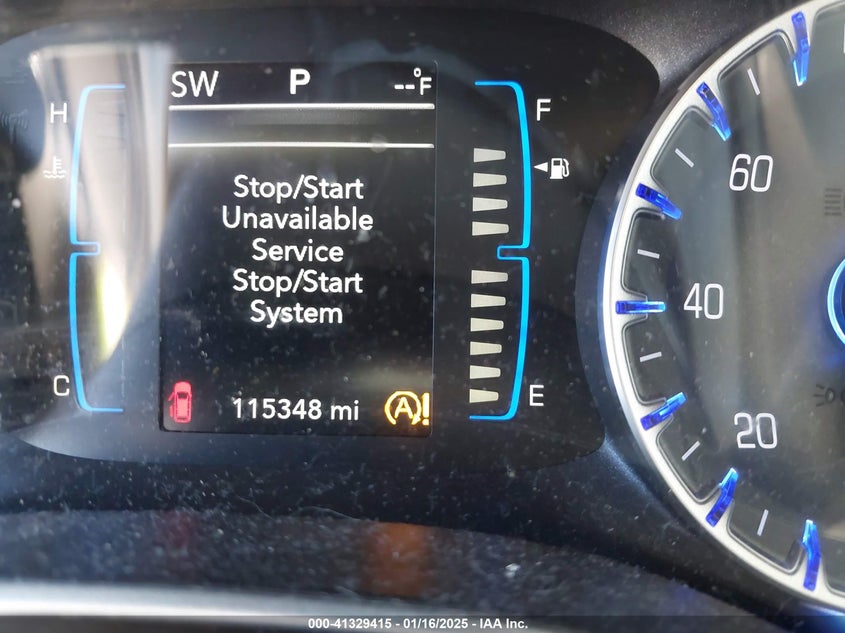 SW P --°F
H
F
Stop/Start
Unavailable
Service
Stop/Start
System
C
115348 mi
A!
E
60
40
20
000-41329415 - 01/16/2025 - IAA Inc.